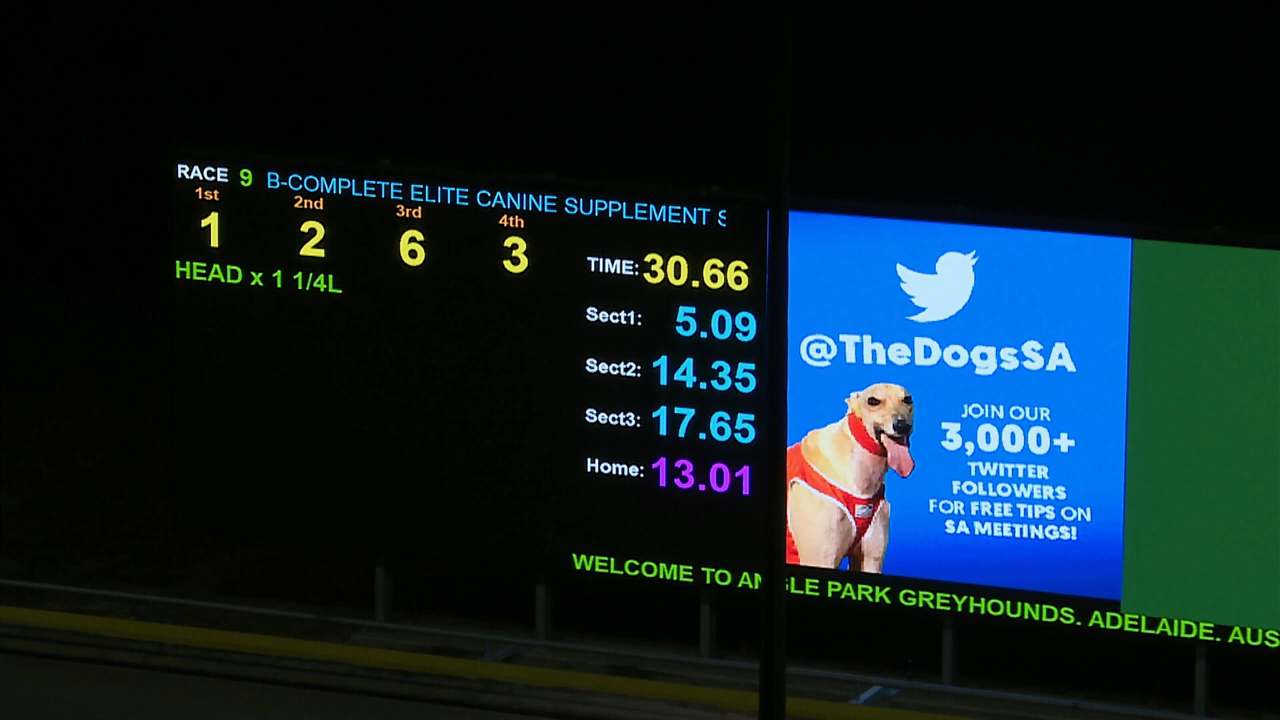 RACE 9 B-COMPLETE ELITE CANINE SUPPLEMENT S
1st 2nd 3rd 4th
1 2 6 3
HEAD x 1 1/4L
TIME: 30.66
Sect1: 5.09
Sect2: 14.35
Sect3: 17.65
Home: 13.01
@TheDogsSA
JOIN OUR
3,000+
TWITTER
FOLLOWERS
FOR FREE TIPS ON
SA MEETINGS!
WELCOME TO ANGLE PARK GREYHOUNDS. ADELAIDE. AUS